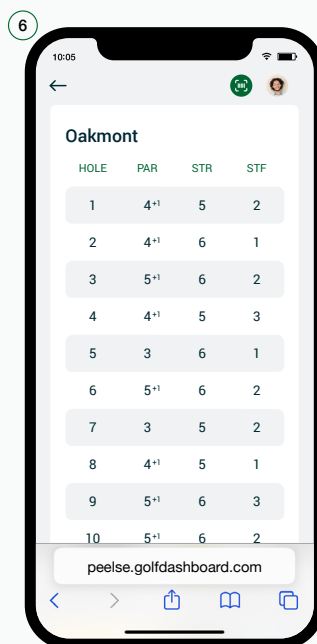 6
10:05
Oakmont
HOLE PAR STR STF
1 4+1 5 2
2 4+1 6 1
3 5+1 6 2
4 4+1 5 3
5 3 6 1
6 5+1 6 2
7 3 5 2
8 4+1 5 1
9 5+1 6 3
10 5+1 6 2
peelse.golfdashboard.com